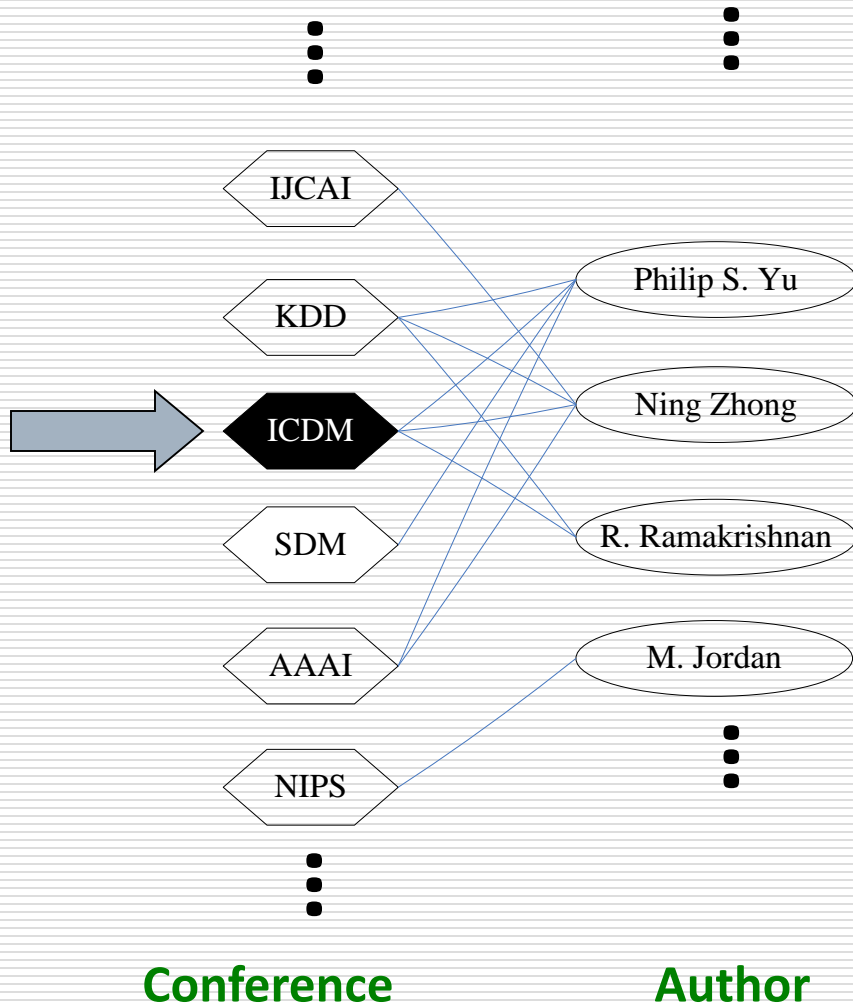 IJCAI
KDD
ICDM
SDM
AAAI
NIPS
Philip S. Yu
Ning Zhong
R. Ramakrishnan
M. Jordan
Conference
Author